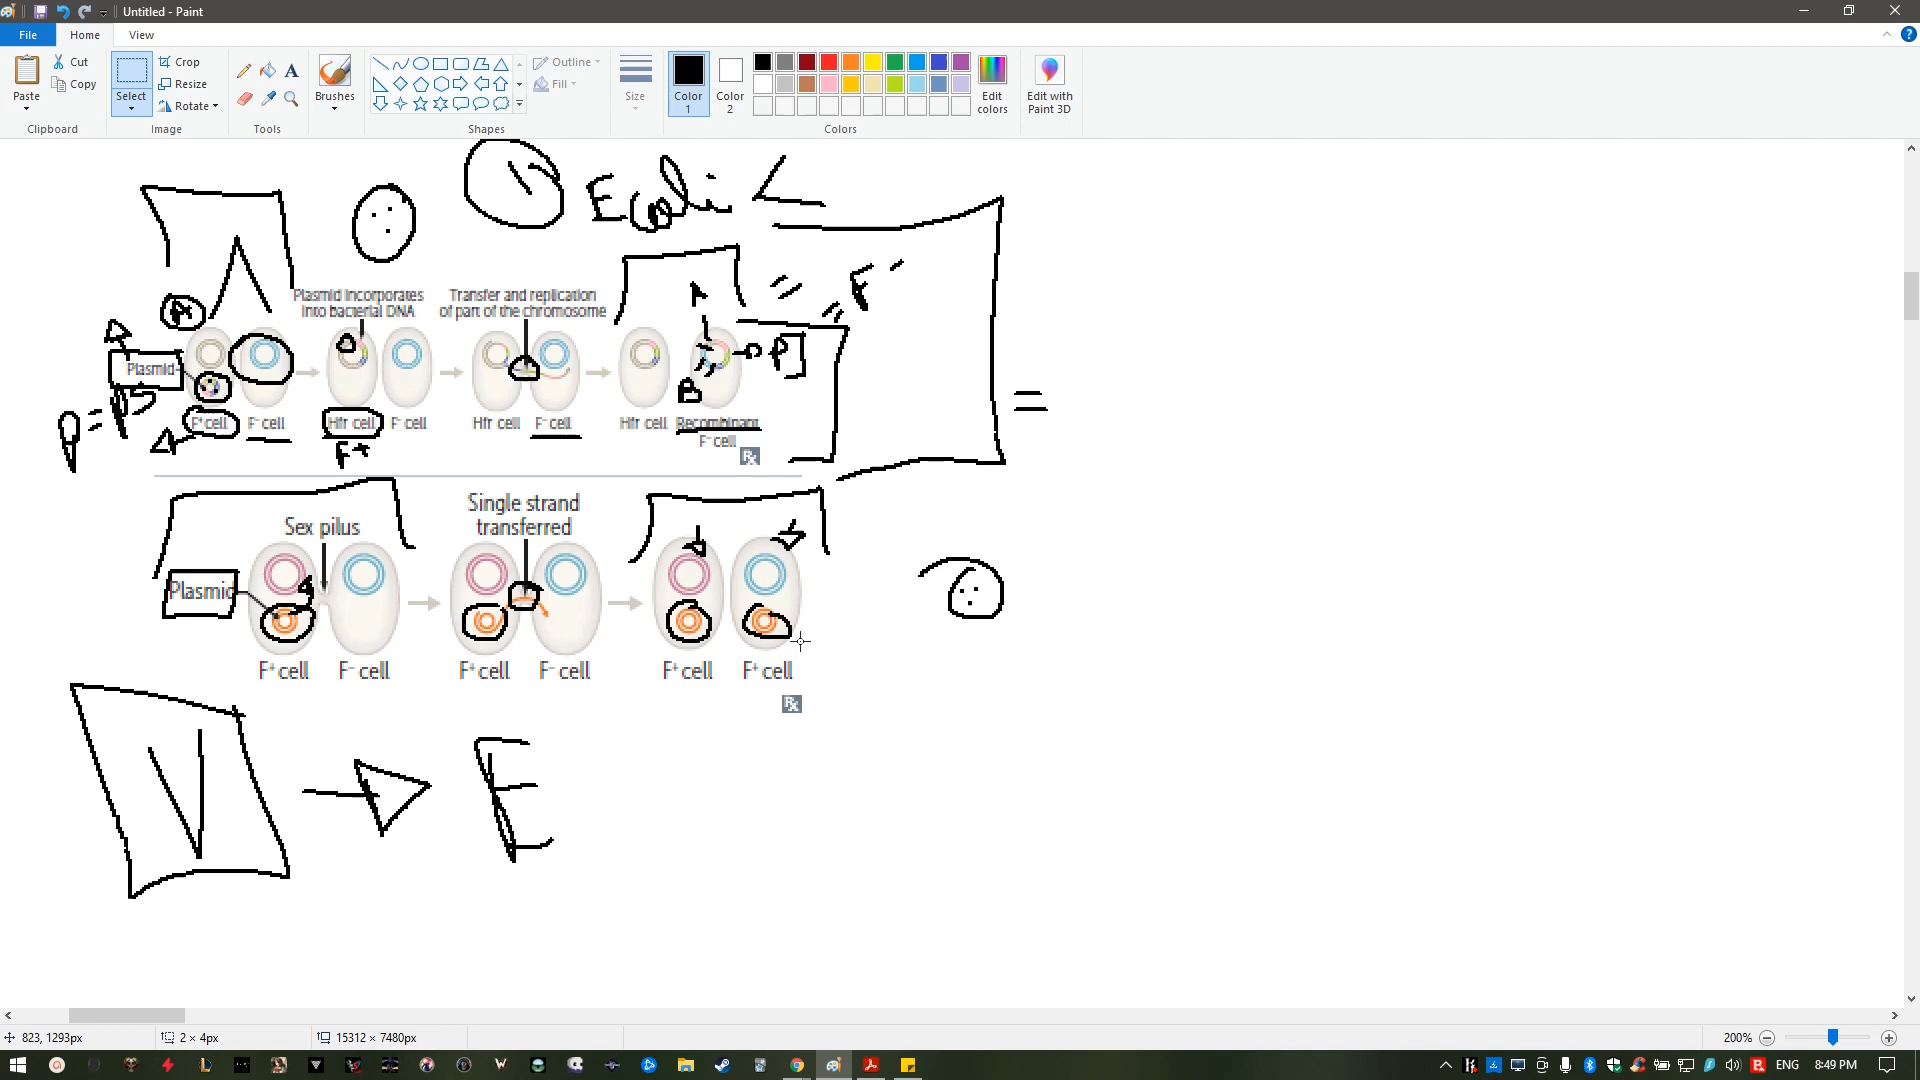 Untitled - Paint
File
Home
View
Paste
Cut
Copy
Clipboard
Select
Crop
Resize
Rotate
Image
Tools
Brushes
Shapes
Outline
Fill
Size
Color 1
Color 2
Edit colors
Edit with Paint 3D
Colors
E Coli
Plasmid incorporates
into bacterial DNA
Transfer and replication
of part of the chromosome
F-
A
Plasmid
P
B
F+ cell
F– cell
Hfr cell
F– cell
Hfr cell
F– cell
Hfr cell
Recombinant
F– cell
F+
Rx
Sex pilus
Single strand
transferred
Plasmid
F+ cell
F– cell
F+ cell
F– cell
F+ cell
F+ cell
Rx
V
E
823, 1293px
2 × 4px
15312 × 7480px
200%
ENG
8:49 PM